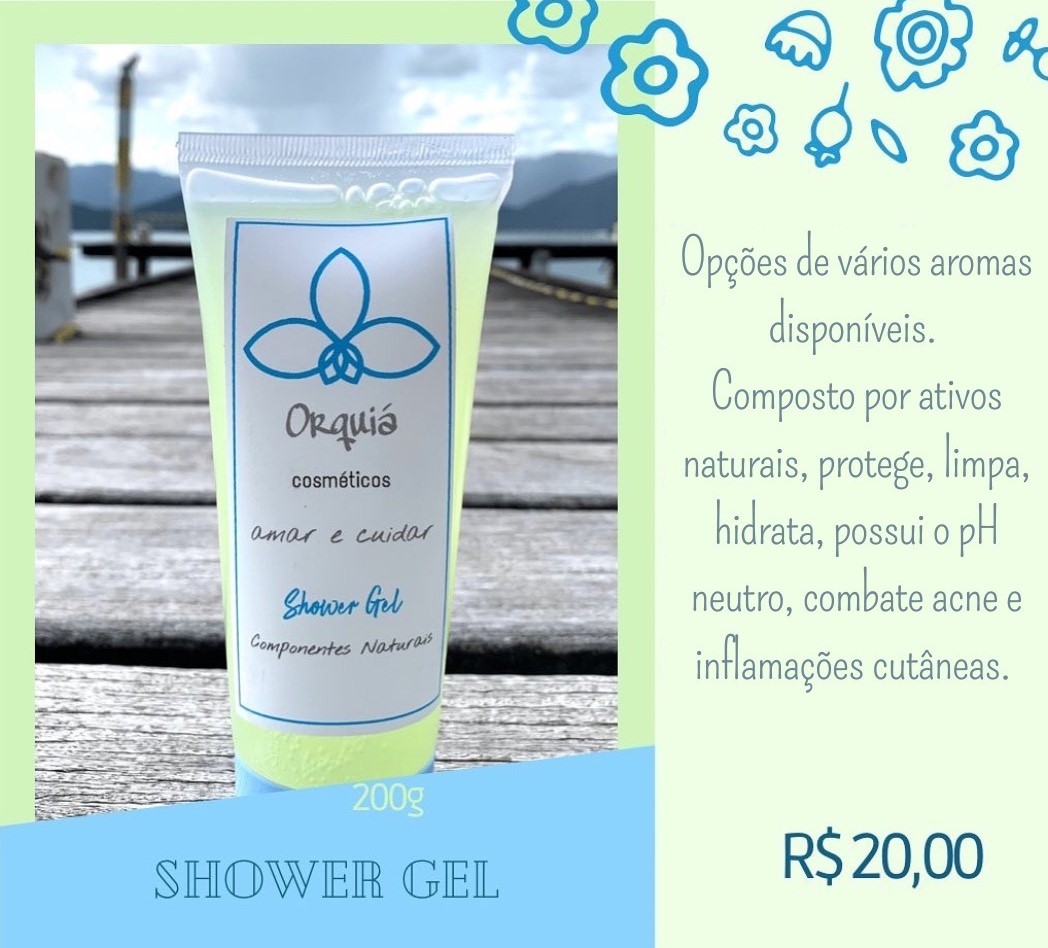 Orquiá
cosméticos
amar e cuidar
Shower Gel
Componentes Naturais
200g
SHOWER GEL
Opções de vários aromas
disponíveis.
Composto por ativos
naturais, protege, limpa,
hidrata, possui o pH
neutro, combate acne e
inflamações cutâneas.
R$ 20,00